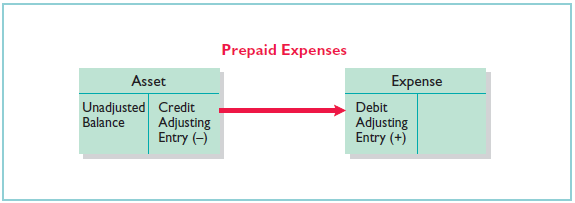 Prepaid Expenses
Asset
Unadjusted
Balance
Credit
Adjusting
Entry (–)
Expense
Debit
Adjusting
Entry (+)